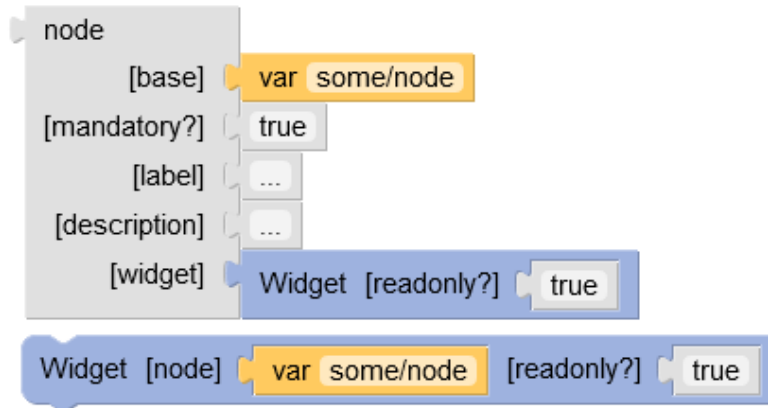 node
[base] var some/node
[mandatory?] true
[label] ...
[description] ...
[widget] Widget [readonly?] true
Widget [node] var some/node [readonly?] true